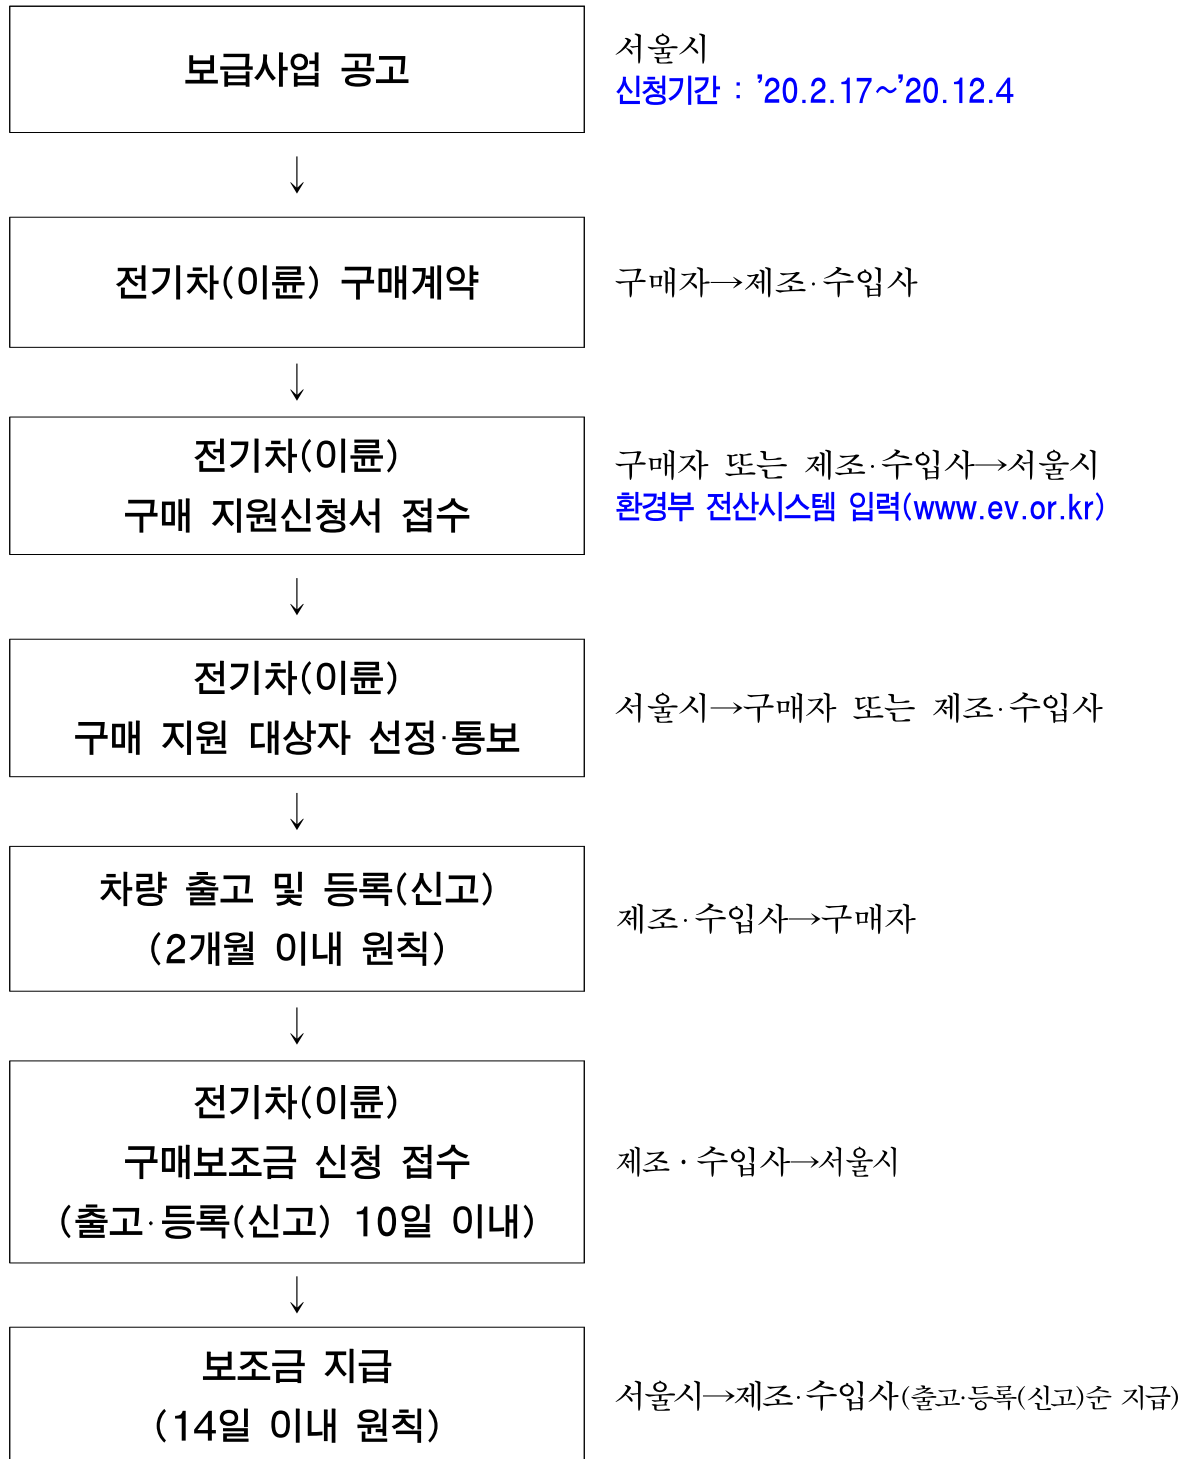 보급사업 공고
서울시
신청기간 : ’20.2.17~’20.12.4
↓
전기차(이륜) 구매계약
구매자→제조·수입사
↓
전기차(이륜)
구매 지원신청서 접수
구매자 또는 제조·수입사→서울시
환경부 전산시스템 입력(www.ev.or.kr)
↓
전기차(이륜)
구매 지원 대상자 선정·통보
서울시→구매자 또는 제조·수입사
↓
차량 출고 및 등록(신고)
(2개월 이내 원칙)
제조·수입사→구매자
↓
전기차(이륜)
구매보조금 신청 접수
(출고·등록(신고) 10일 이내)
제조·수입사→서울시
↓
보조금 지급
(14일 이내 원칙)
서울시→제조·수입사(출고·등록(신고)순 지급)